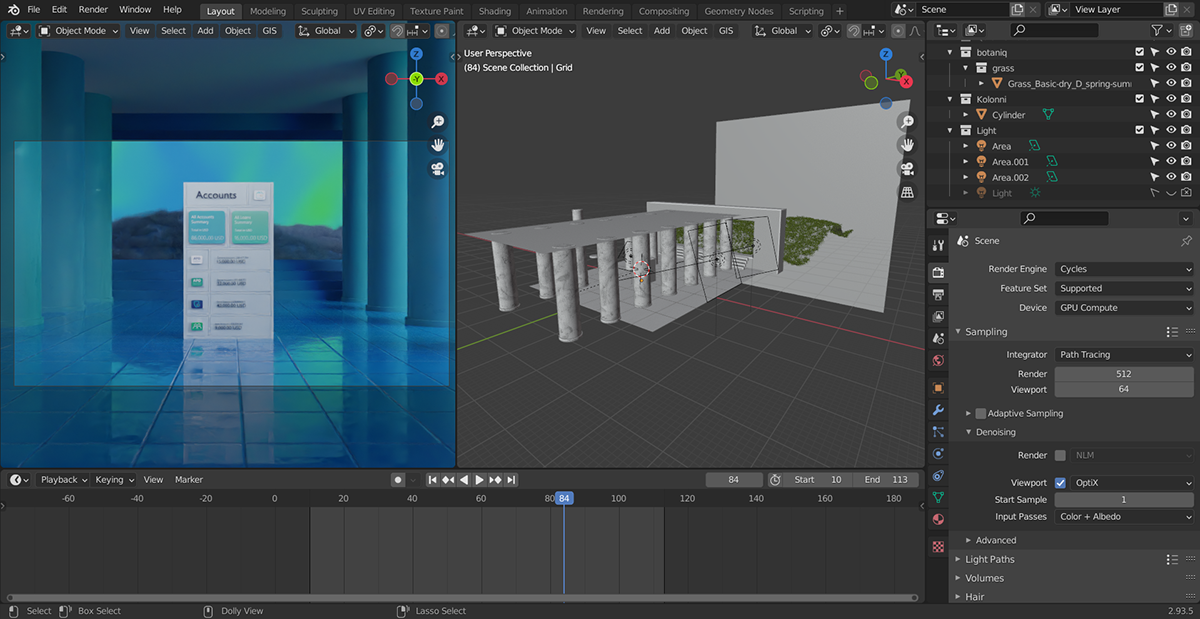 File Edit Render Window Help Layout Modeling Sculpting UV Editing Texture Paint Shading Animation Rendering Compositing Geometry Nodes Scripting + Scene View Layer
Object Mode View Select Add Object GIS Global
Object Mode View Select Add Object GIS Global
User Perspective
(84) Scene Collection | Grid
Z
X
-Y
Z
Y
X
Accounts
botaniq
grass
Grass_Basic-dry_D_spring-sum
Kolonni
Cylinder
Light
Area
Area.001
Area.002
Light
Scene
Render Engine Cycles
Feature Set Supported
Device GPU Compute
Sampling
Integrator Path Tracing
Render 512
Viewport 64
Adaptive Sampling
Denoising
Render NLM
Viewport OptiX
Start Sample 1
Input Passes Color + Albedo
Advanced
Light Paths
Volumes
Hair
Playback Keying View Marker 84 Start 10 End 113
-60 -40 -20 0 20 40 60 80 84 100 120 140 160 180
Select Box Select Dolly View Lasso Select 2.93.5